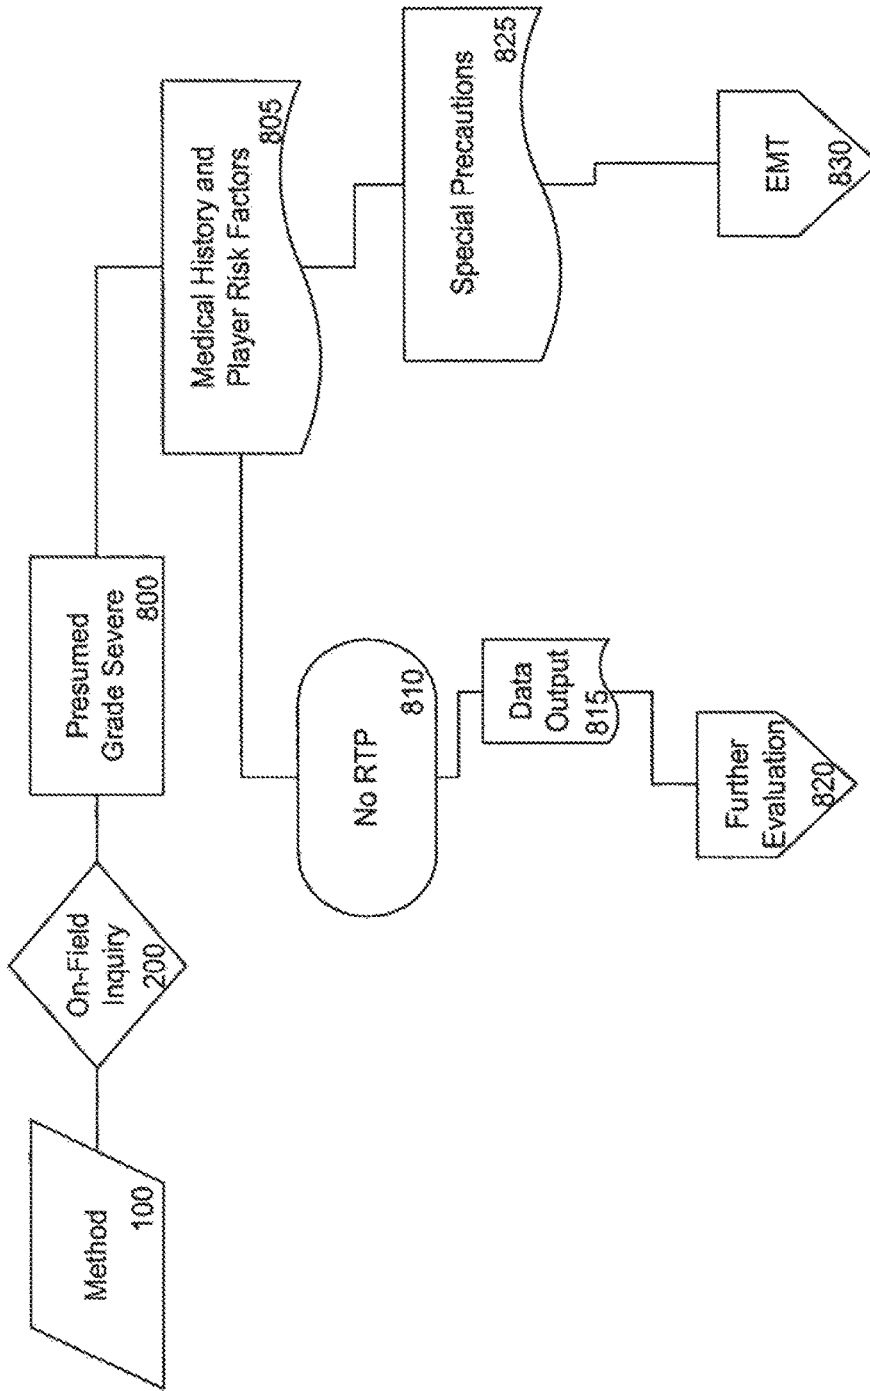 Method
100
On-Field
Inquiry
200
Presumed
Grade Severe
800
Medical History and
Player Risk Factors
805
No RTP
810
Data
Output
815
Further
Evaluation
820
Special Precautions
825
EMT
830